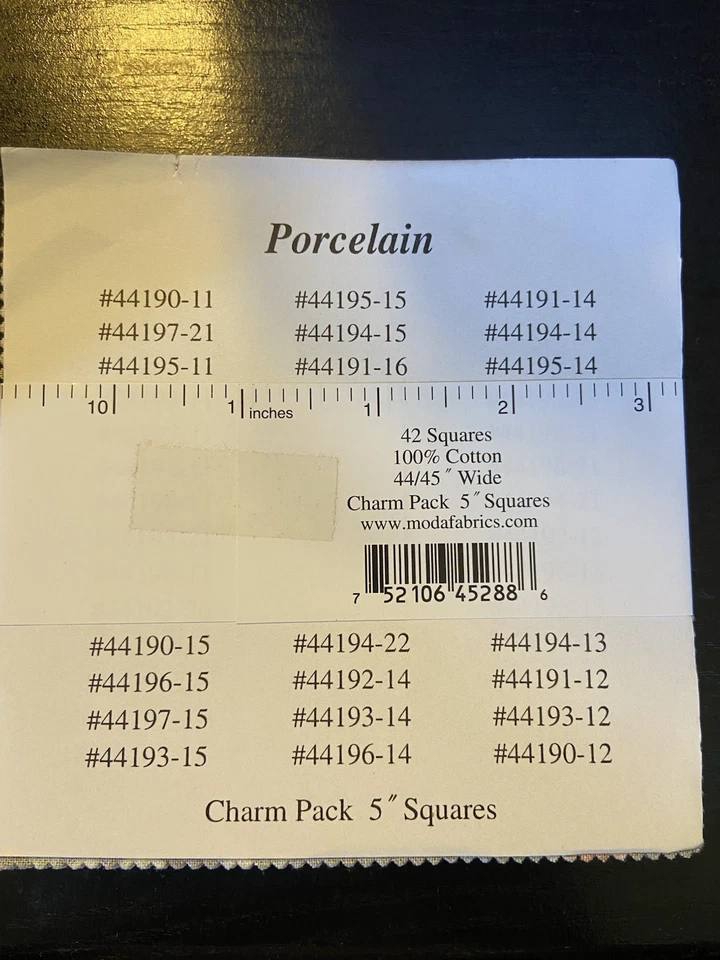 Porcelain
#44190-11 #44195-15 #44191-14
#44197-21 #44194-15 #44194-14
#44195-11 #44191-16 #44195-14
10 1 inches 1 2 3
42 Squares
100% Cotton
44/45″ Wide
Charm Pack 5″ Squares
www.modafabrics.com
7 52106 45288 6
#44190-15 #44194-22 #44194-13
#44196-15 #44192-14 #44191-12
#44197-15 #44193-14 #44193-12
#44193-15 #44196-14 #44190-12
Charm Pack 5″ Squares